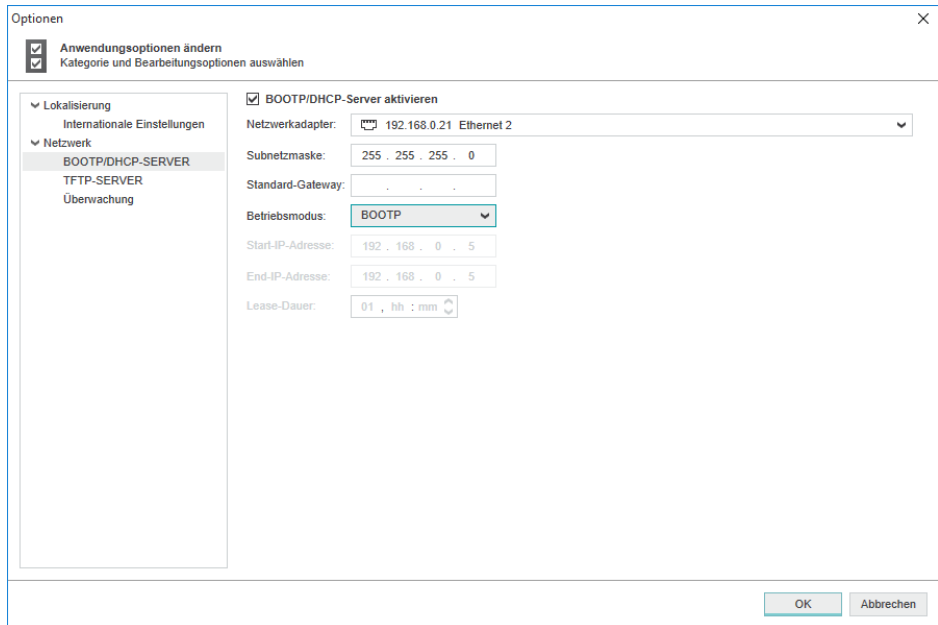 Optionen
Anwendungsoptionen ändern
Kategorie und Bearbeitungsoptionen auswählen
Lokalisierung
Internationale Einstellungen
Netzwerk
BOOTP/DHCP-SERVER
TFTP-SERVER
Überwachung
BOOTP/DHCP-Server aktivieren
Netzwerkadapter: 192.168.0.21 Ethernet 2
Subnetzmaske: 255 . 255 . 255 . 0
Standard-Gateway: . . .
Betriebsmodus: BOOTP
Start-IP-Adresse: 192 . 168 . 0 . 5
End-IP-Adresse: 192 . 168 . 0 . 5
Lease-Dauer: 01 , hh : mm
OK Abbrechen